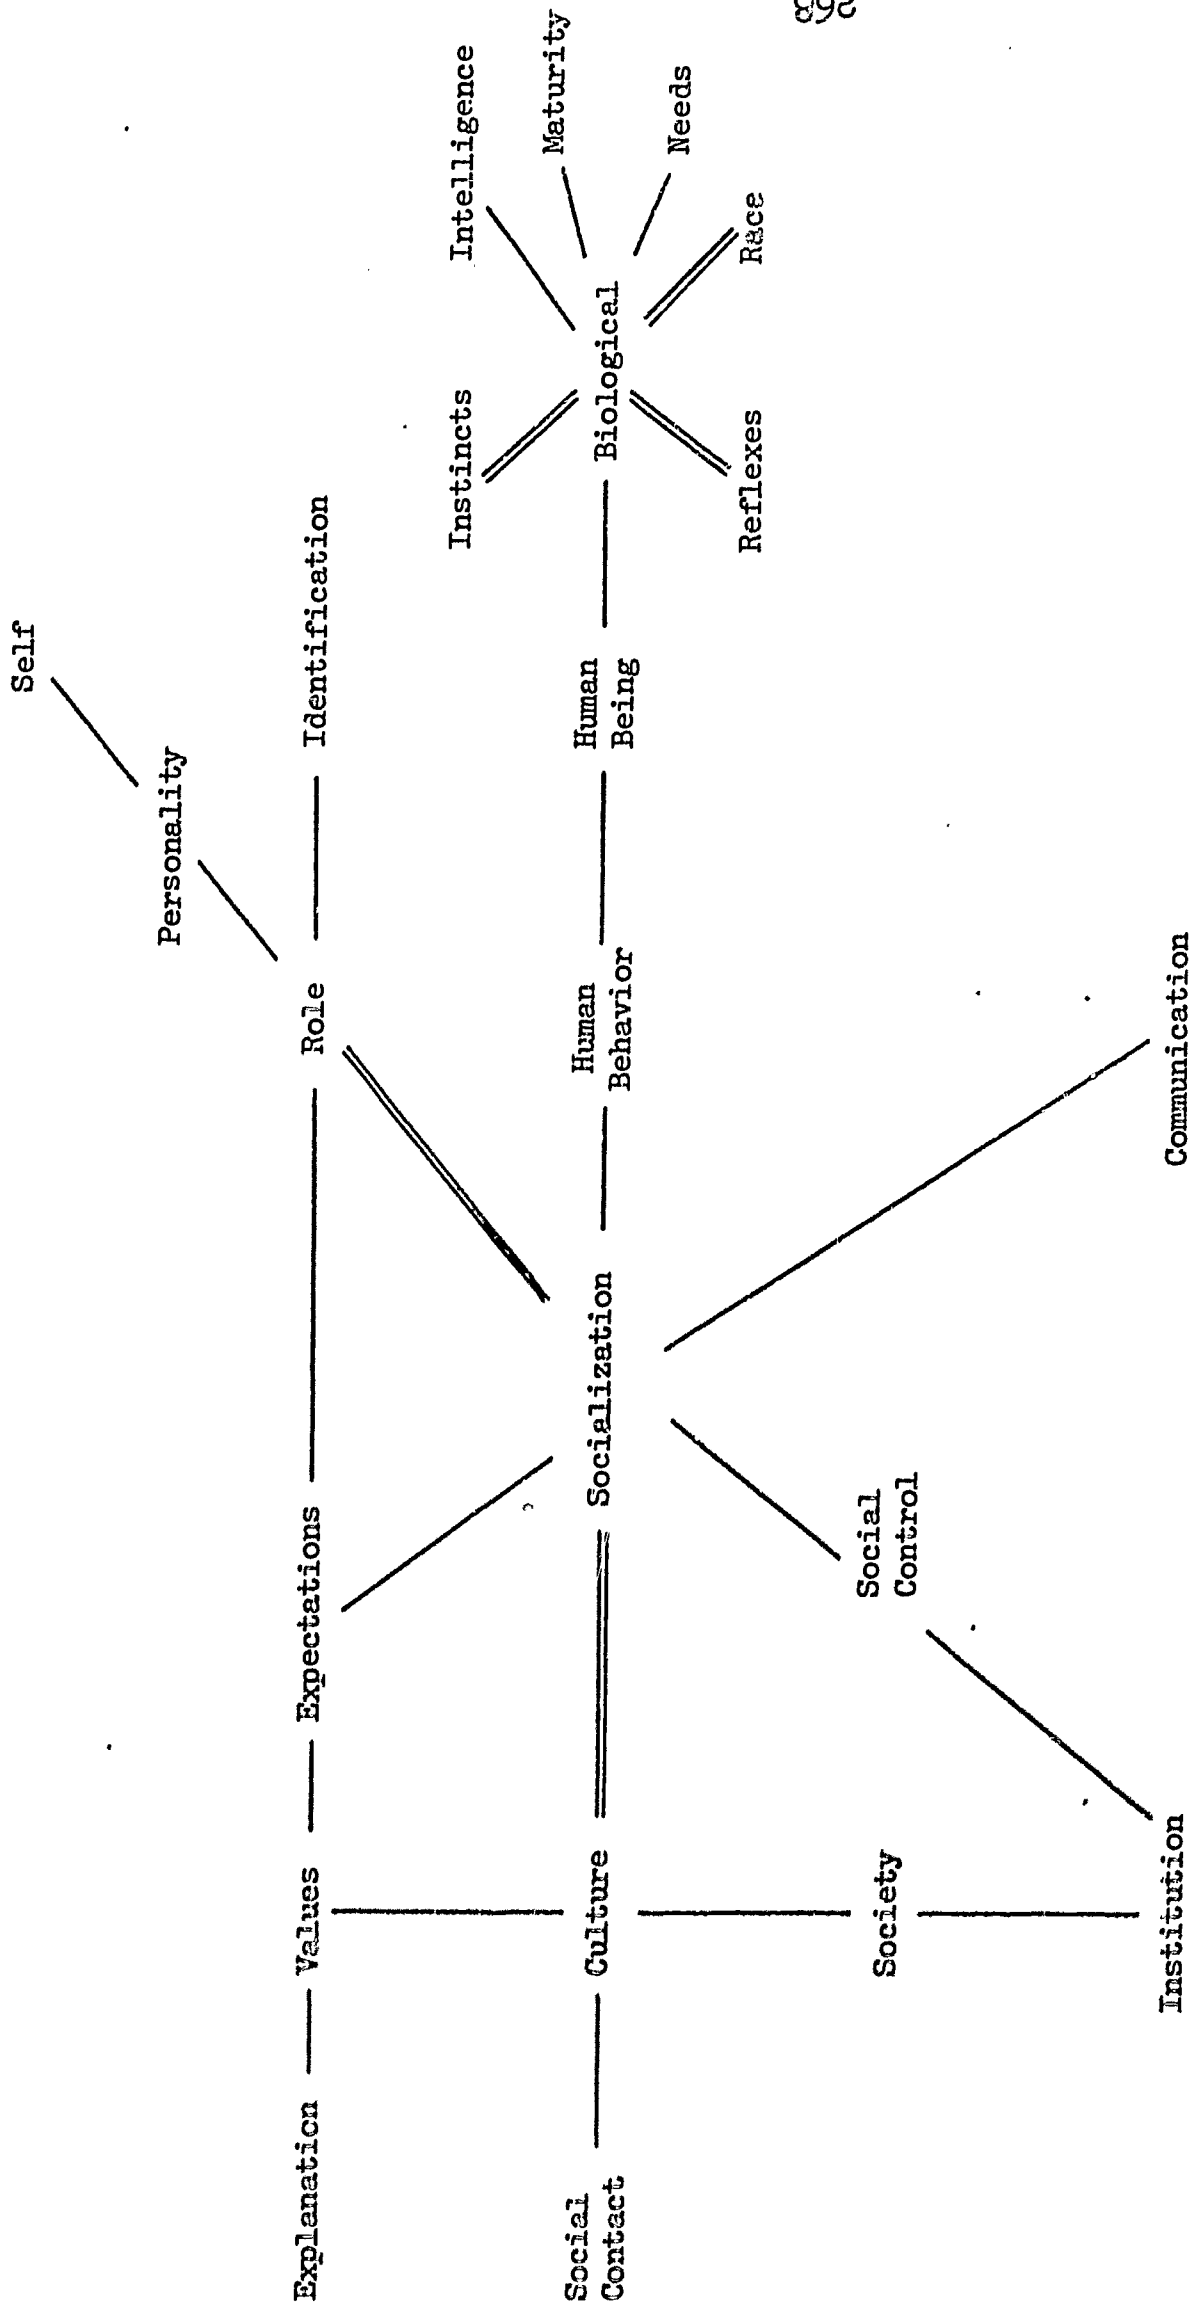 Self
Personality
Explanation
Values
Expectations
Role
Identification
Instincts
Intelligence
Maturity
Social
Contact
Culture
Socialization
Human
Behavior
Human
Being
Biological
Needs
Reflexes
Race
Society
Social
Control
Institution
Communication
268